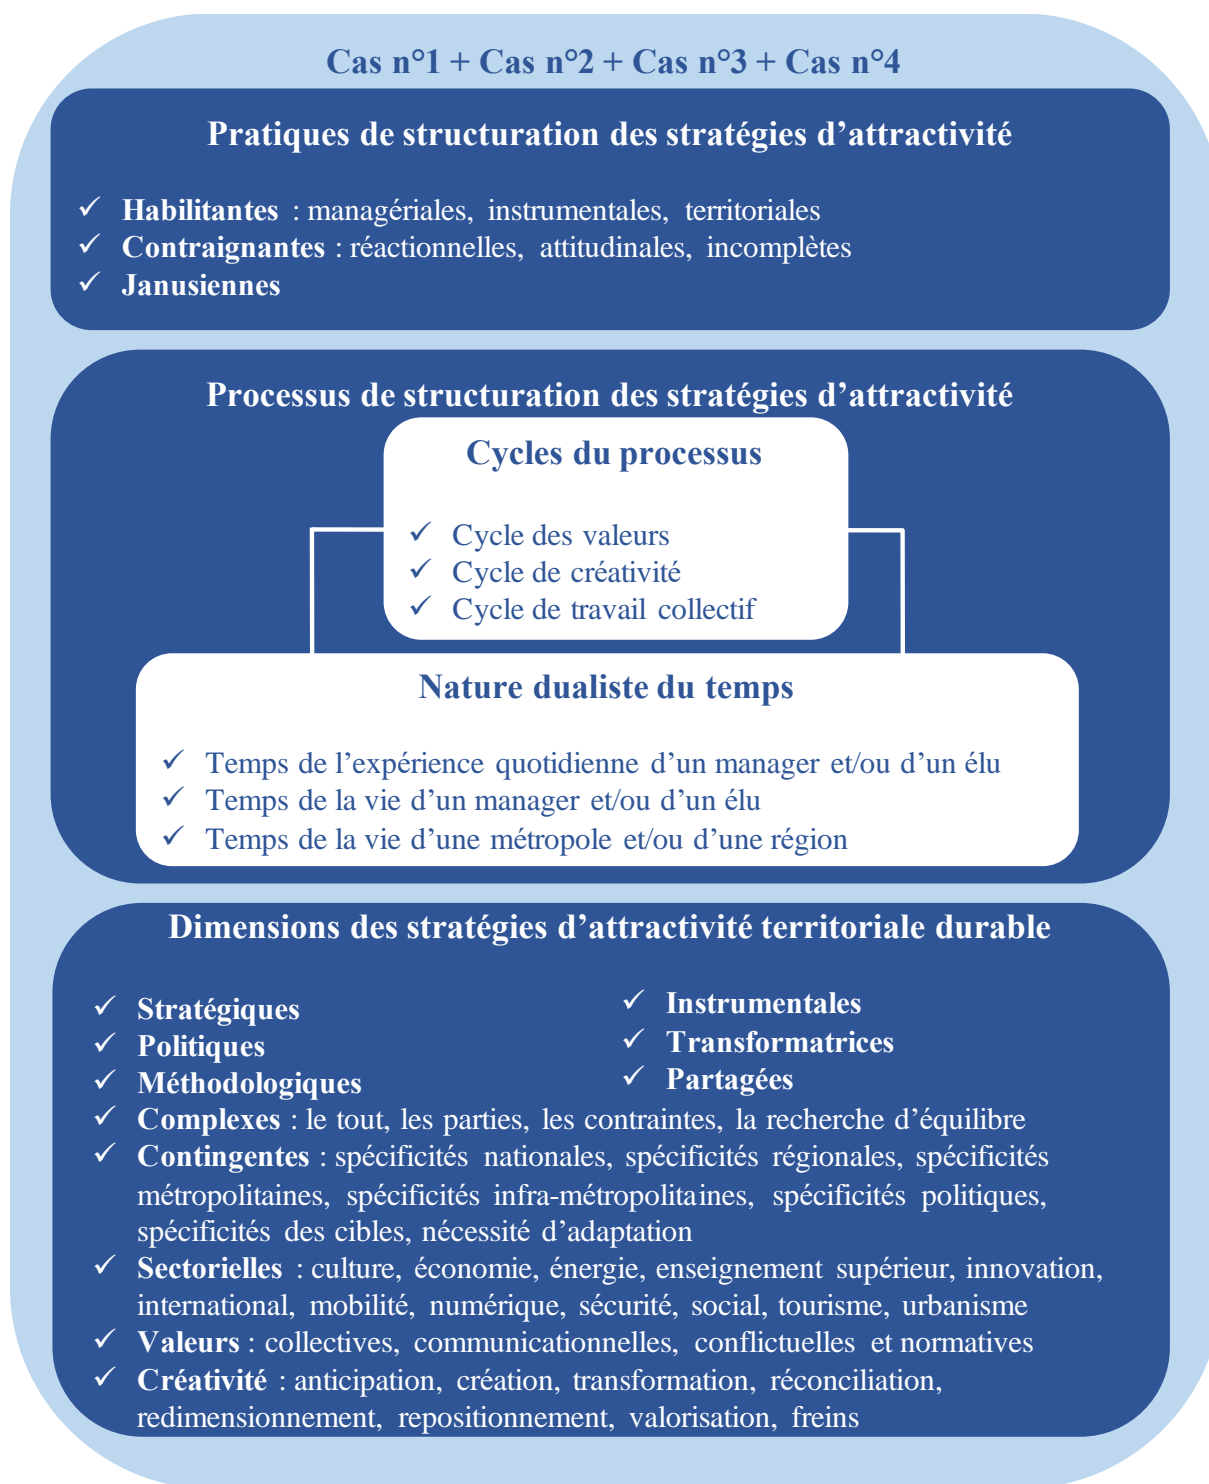 Cas n°1 + Cas n°2 + Cas n°3 + Cas n°4
Pratiques de structuration des stratégies d’attractivité
✓ Habilitantes : managériales, instrumentales, territoriales
✓ Contraignantes : réactionnelles, attitudinales, incomplètes
✓ Janusiennes
Processus de structuration des stratégies d’attractivité
Cycles du processus
✓ Cycle des valeurs
✓ Cycle de créativité
✓ Cycle de travail collectif
Nature dualiste du temps
✓ Temps de l’expérience quotidienne d’un manager et/ou d’un élu
✓ Temps de la vie d’un manager et/ou d’un élu
✓ Temps de la vie d’une métropole et/ou d’une région
Dimensions des stratégies d’attractivité territoriale durable
✓ Stratégiques
✓ Politiques
✓ Méthodologiques
✓ Instrumentales
✓ Transformatrices
✓ Partagées
✓ Complexes : le tout, les parties, les contraintes, la recherche d’équilibre
✓ Contingentes : spécificités nationales, spécificités régionales, spécificités
métropolitaines, spécificités infra-métropolitaines, spécificités politiques,
spécificités des cibles, nécessité d’adaptation
✓ Sectorielles : culture, économie, énergie, enseignement supérieur, innovation,
international, mobilité, numérique, sécurité, social, tourisme, urbanisme
✓ Valeurs : collectives, communicationnelles, conflictuelles et normatives
✓ Créativité : anticipation, création, transformation, réconciliation,
redimensionnement, repositionnement, valorisation, freins